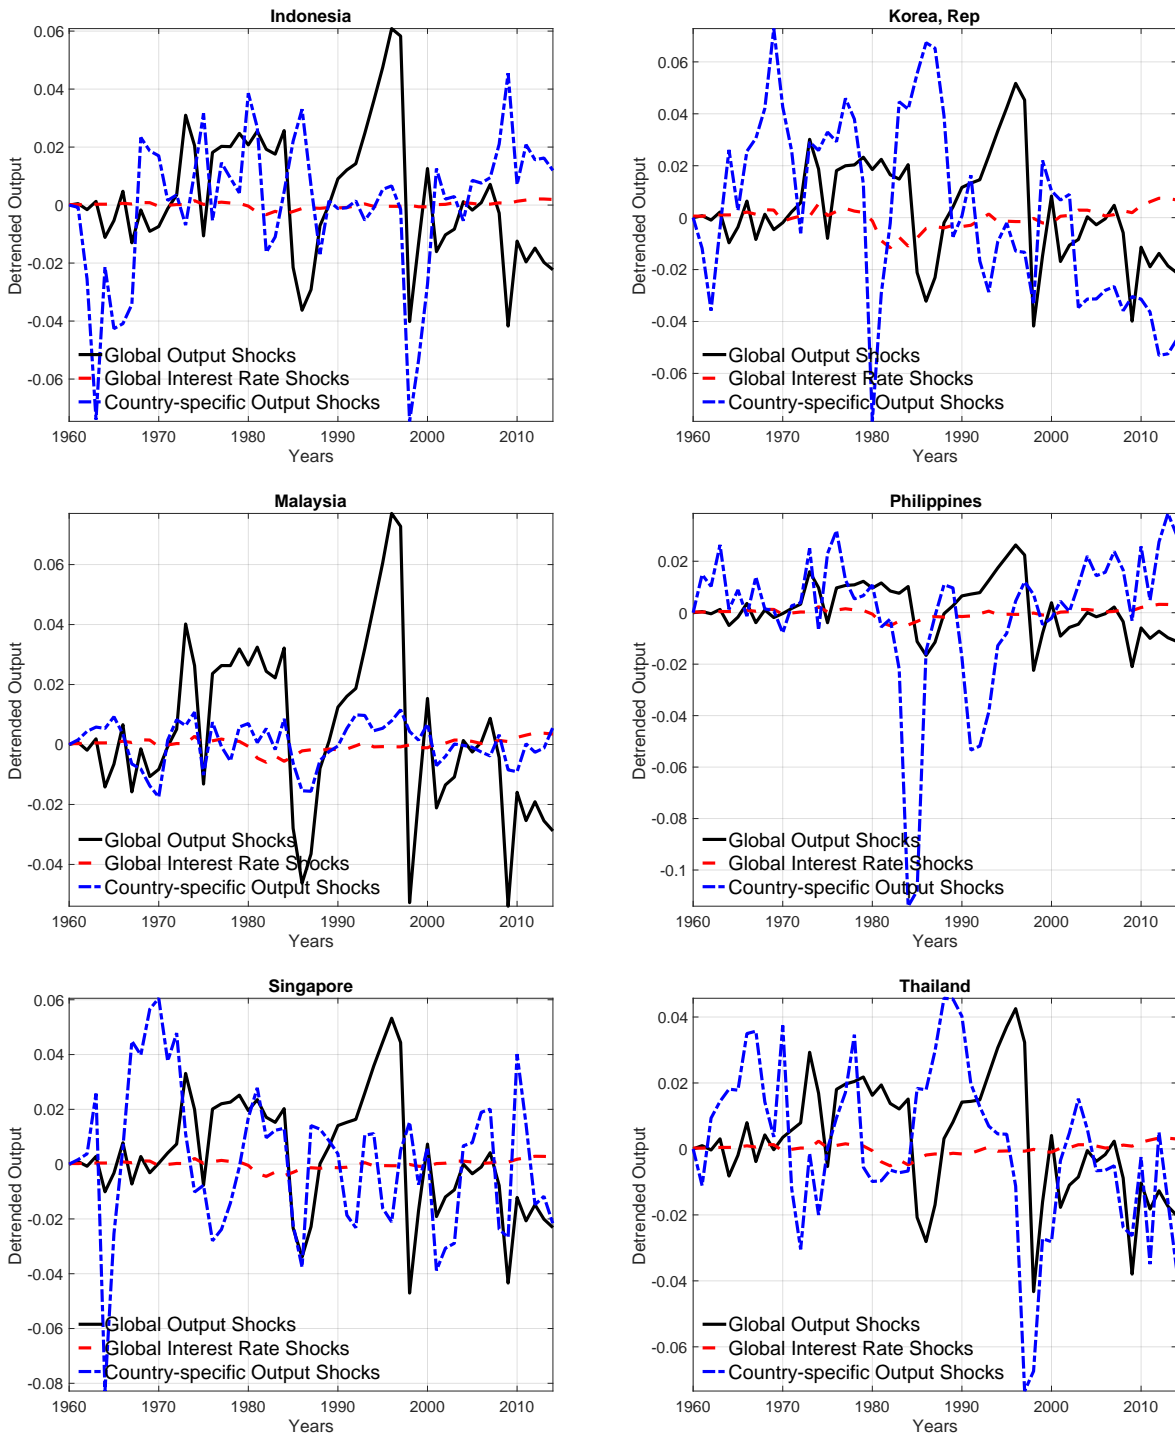 Indonesia
0.06
0.04
0.02
0
-0.02
-0.04
-0.06
Detrended Output
Global Output Shocks
Global Interest Rate Shocks
Country-specific Output Shocks
1960 1970 1980 1990 2000 2010
Years
Korea, Rep
0.06
0.04
0.02
0
-0.02
-0.04
-0.06
Detrended Output
Global Output Shocks
Global Interest Rate Shocks
Country-specific Output Shocks
1960 1970 1980 1990 2000 2010
Years
Malaysia
0.06
0.04
0.02
0
-0.02
-0.04
Detrended Output
Global Output Shocks
Global Interest Rate Shocks
Country-specific Output Shocks
1960 1970 1980 1990 2000 2010
Years
Philippines
0.02
0
-0.02
-0.04
-0.06
-0.08
-0.1
Detrended Output
Global Output Shocks
Global Interest Rate Shocks
Country-specific Output Shocks
1960 1970 1980 1990 2000 2010
Years
Singapore
0.06
0.04
0.02
0
-0.02
-0.04
-0.06
-0.08
Detrended Output
Global Output Shocks
Global Interest Rate Shocks
Country-specific Output Shocks
1960 1970 1980 1990 2000 2010
Years
Thailand
0.04
0.02
0
-0.02
-0.04
-0.06
Detrended Output
Global Output Shocks
Global Interest Rate Shocks
Country-specific Output Shocks
1960 1970 1980 1990 2000 2010
Years